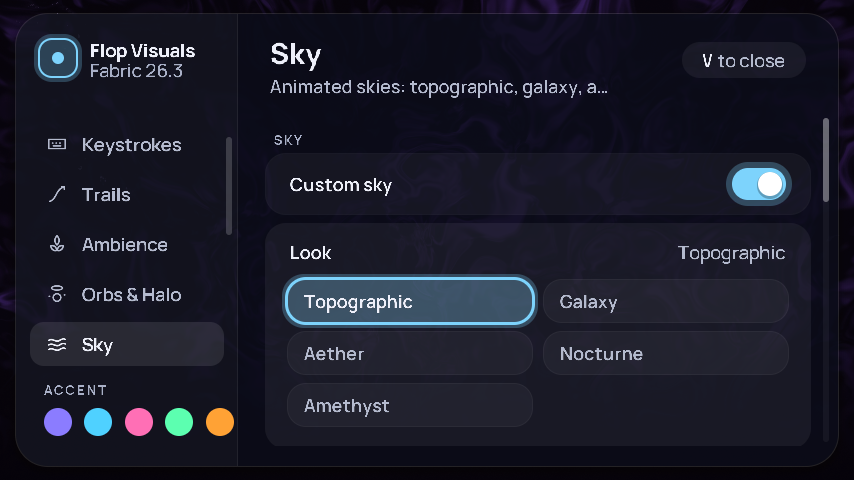 Flop Visuals
Fabric 26.3
Keystrokes
Trails
Ambience
Orbs & Halo
Sky
ACCENT
Sky
Animated skies: topographic, galaxy, a…
V to close
SKY
Custom sky
Look
Topographic
Topographic
Galaxy
Aether
Nocturne
Amethyst